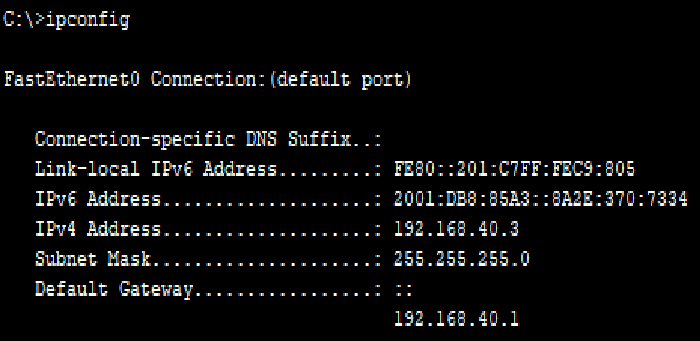 C:\>ipconfig
FastEthernet0 Connection:(default port)
Connection-specific DNS Suffix..:
Link-local IPv6 Address.........: FE80::201:C7FF:FEC9:805
IPv6 Address....................: 2001:DB8:85A3::8A2E:370:7334
IPv4 Address....................: 192.168.40.3
Subnet Mask.....................: 255.255.255.0
Default Gateway.................: ::
192.168.40.1